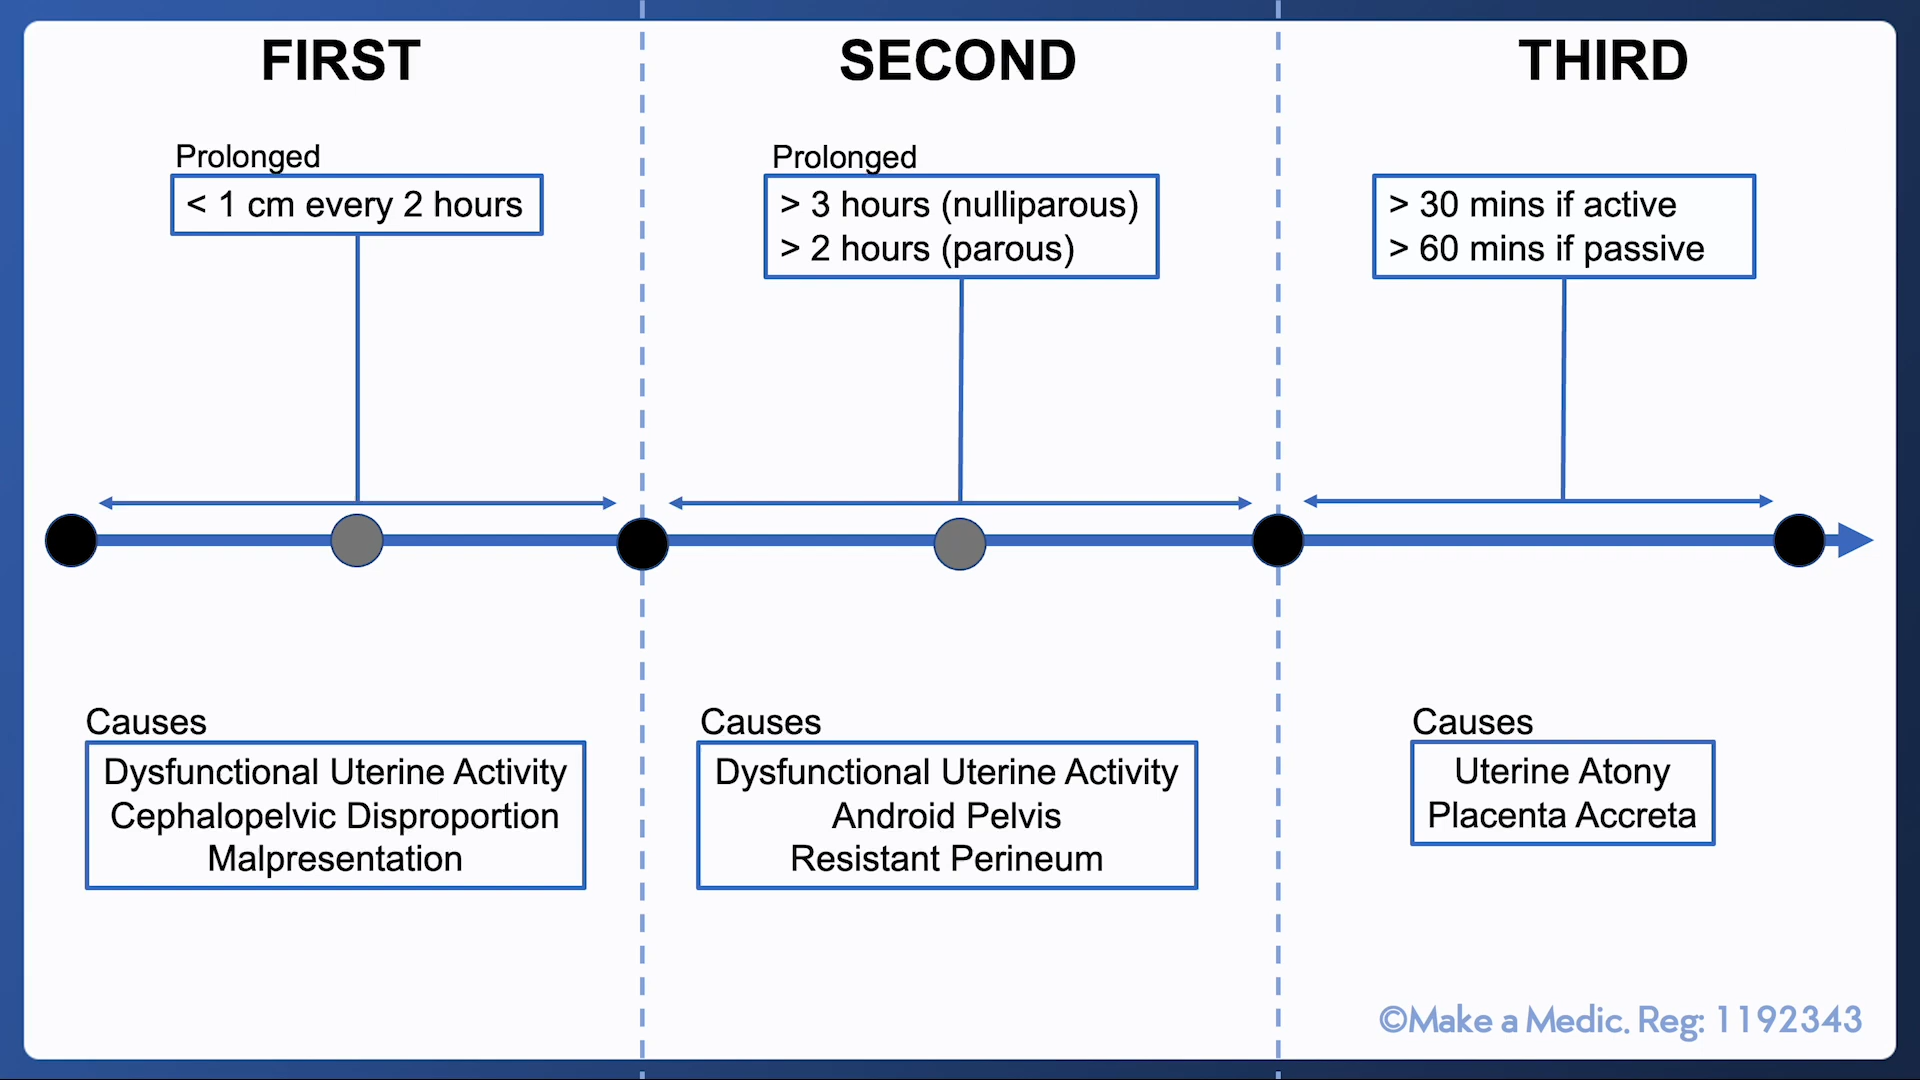 FIRST
Prolonged
< 1 cm every 2 hours
Causes
Dysfunctional Uterine Activity
Cephalopelvic Disproportion
Malpresentation
SECOND
Prolonged
> 3 hours (nulliparous)
> 2 hours (parous)
Causes
Dysfunctional Uterine Activity
Android Pelvis
Resistant Perineum
THIRD
> 30 mins if active
> 60 mins if passive
Causes
Uterine Atony
Placenta Accreta
©Make a Medic. Reg: 1192343